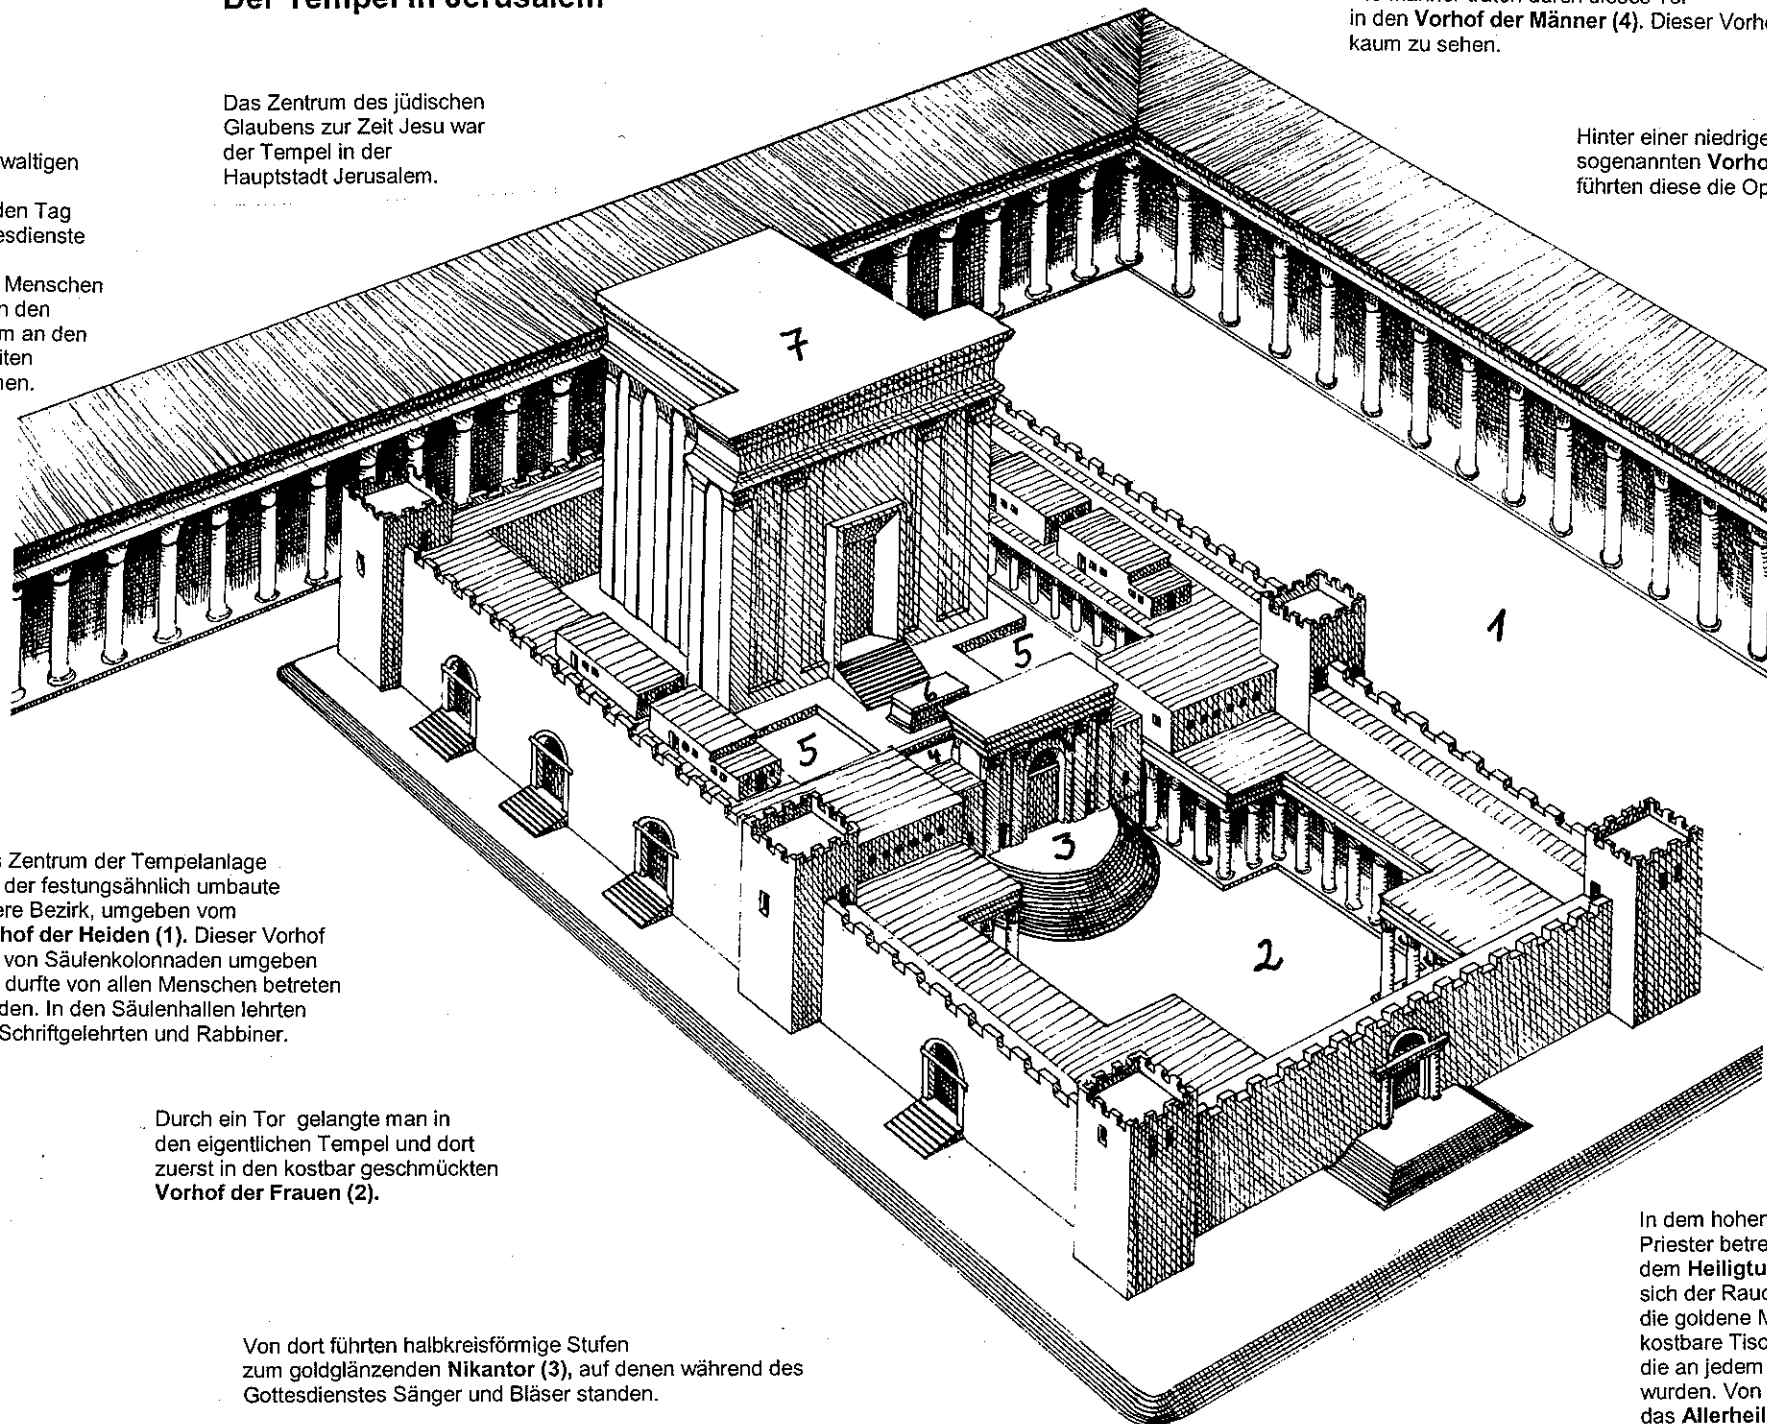 Der Tempel in Jerusalem
Das Zentrum des jüdischen
Glaubens zur Zeit Jesu war
der Tempel in der
Hauptstadt Jerusalem.
waltigen
den Tag
esdienste
Menschen
n den
m an den
iten
nen.
in den Vorhof der Männer (4). Dieser Vorh
kaum zu sehen.
Hinter einer niedrige
sogenannten Vorho
führten diese die Op
7
1
5
6
5
4
3
2
s Zentrum der Tempelanlage
der festungsähnlich umbaute
ere Bezirk, umgeben vom
hof der Heiden (1). Dieser Vorhof
von Säulenkolonnaden umgeben
durfte von allen Menschen betreten
den. In den Säulenhallen lehrten
Schriftgelehrten und Rabbiner.
Durch ein Tor gelangte man in
den eigentlichen Tempel und dort
zuerst in den kostbar geschmückten
Vorhof der Frauen (2).
Von dort führten halbkreisförmige Stufen
zum goldglänzenden Nikantor (3), auf denen während des
Gottesdienstes Sänger und Bläser standen.
In dem hohen
Priester betre
dem Heiligtu
sich der Rauc
die goldene M
kostbare Tisc
die an jedem
wurden. Von
das Allerheil